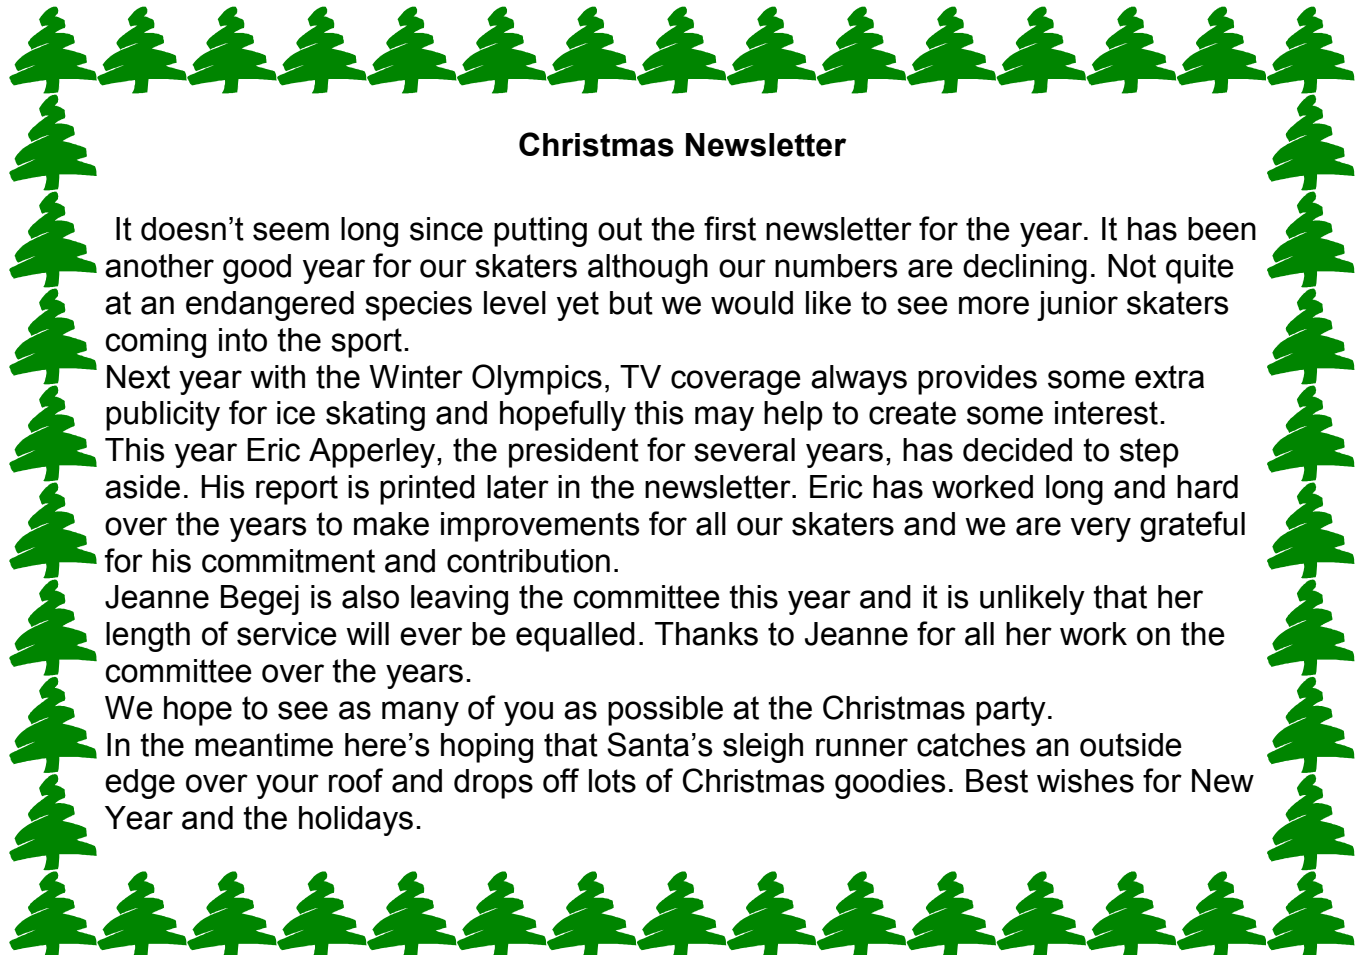 Christmas Newsletter
It doesn’t seem long since putting out the first newsletter for the year. It has been
another good year for our skaters although our numbers are declining. Not quite
at an endangered species level yet but we would like to see more junior skaters
coming into the sport.
Next year with the Winter Olympics, TV coverage always provides some extra
publicity for ice skating and hopefully this may help to create some interest.
This year Eric Apperley, the president for several years, has decided to step
aside. His report is printed later in the newsletter. Eric has worked long and hard
over the years to make improvements for all our skaters and we are very grateful
for his commitment and contribution.
Jeanne Begej is also leaving the committee this year and it is unlikely that her
length of service will ever be equalled. Thanks to Jeanne for all her work on the
committee over the years.
We hope to see as many of you as possible at the Christmas party.
In the meantime here’s hoping that Santa’s sleigh runner catches an outside
edge over your roof and drops off lots of Christmas goodies. Best wishes for New
Year and the holidays.